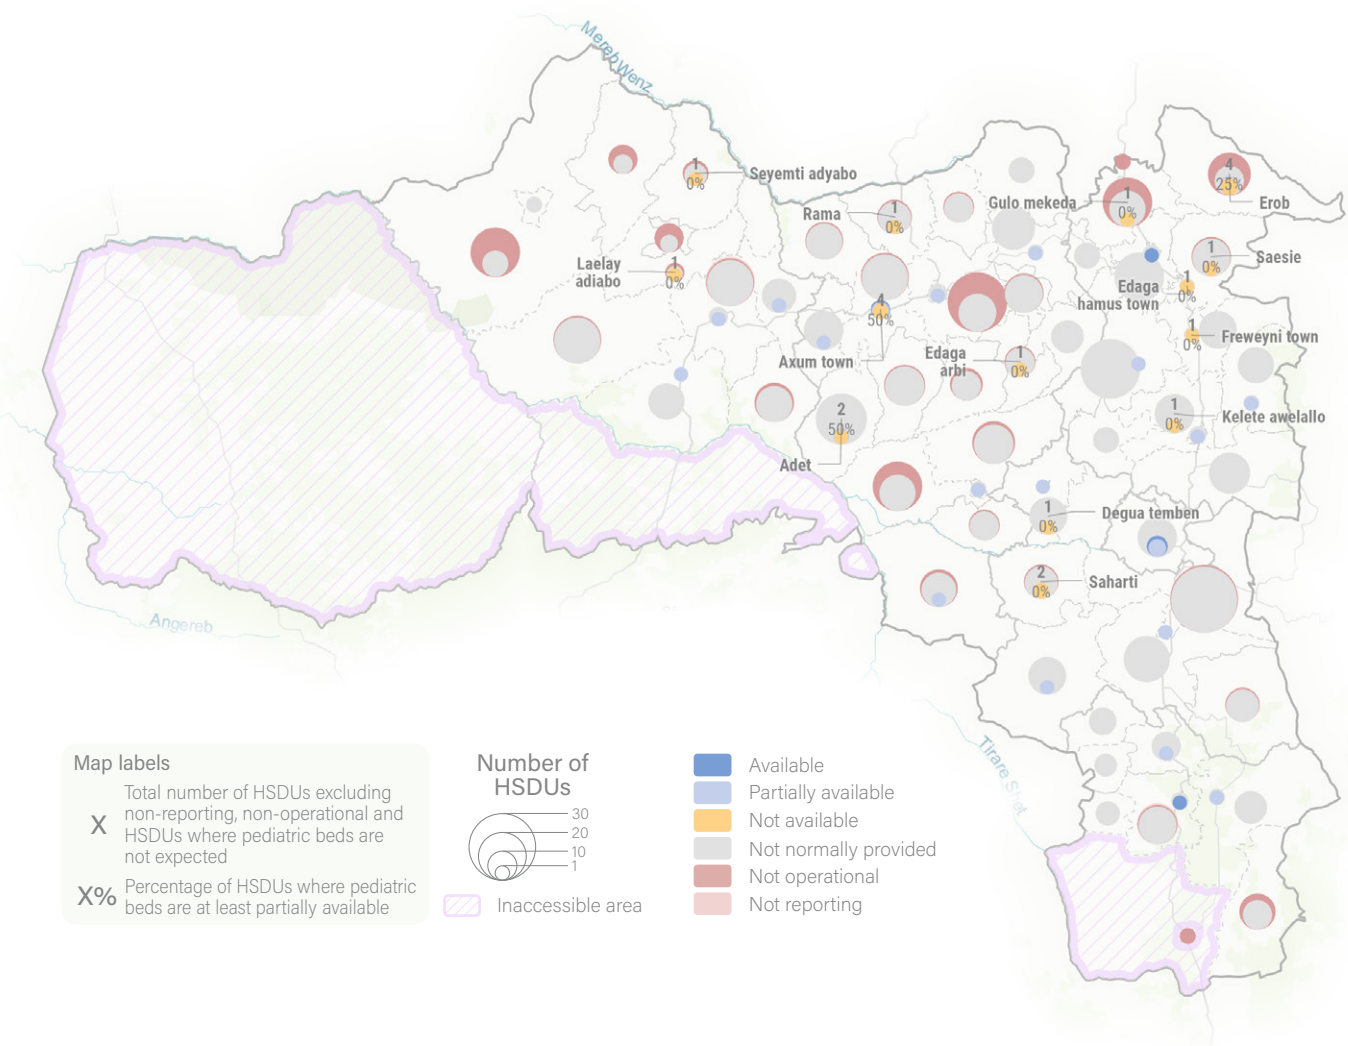 Mereb Wenz
1
0%
Seyemti adyabo
4
25%
Erob
Gulo mekeda
1
0%
Rama
1
0%
1
0%
Saesie
Laelay
adiabo
1
0%
Edaga
hamus town
1
0%
4
50%
Axum town
1
0%
Freweyni town
Edaga
arbi
1
0%
2
50%
Adet
1
0%
Kelete awelallo
1
0%
Degua temben
2
0%
Saharti
Angereb
Map labels
X
Total number of HSDUs excluding
non-reporting, non-operational and
HSDUs where pediatric beds are
not expected
X%
Percentage of HSDUs where pediatric
beds are at least partially available
Number of
HSDUs
30
20
10
1
Inaccessible area
Available
Partially available
Not available
Not normally provided
Not operational
Not reporting